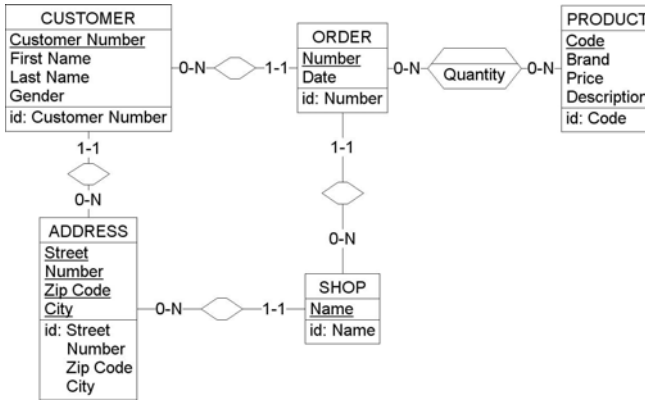 CUSTOMER
Customer Number
First Name
Last Name
Gender
id: Customer Number
0-N
1-1
ORDER
Number
Date
id: Number
0-N
Quantity
0-N
PRODUCT
Code
Brand
Price
Description
id: Code
1-1
0-N
1-1
0-N
ADDRESS
Street
Number
Zip Code
City
id: Street
Number
Zip Code
City
0-N
1-1
SHOP
Name
id: Name